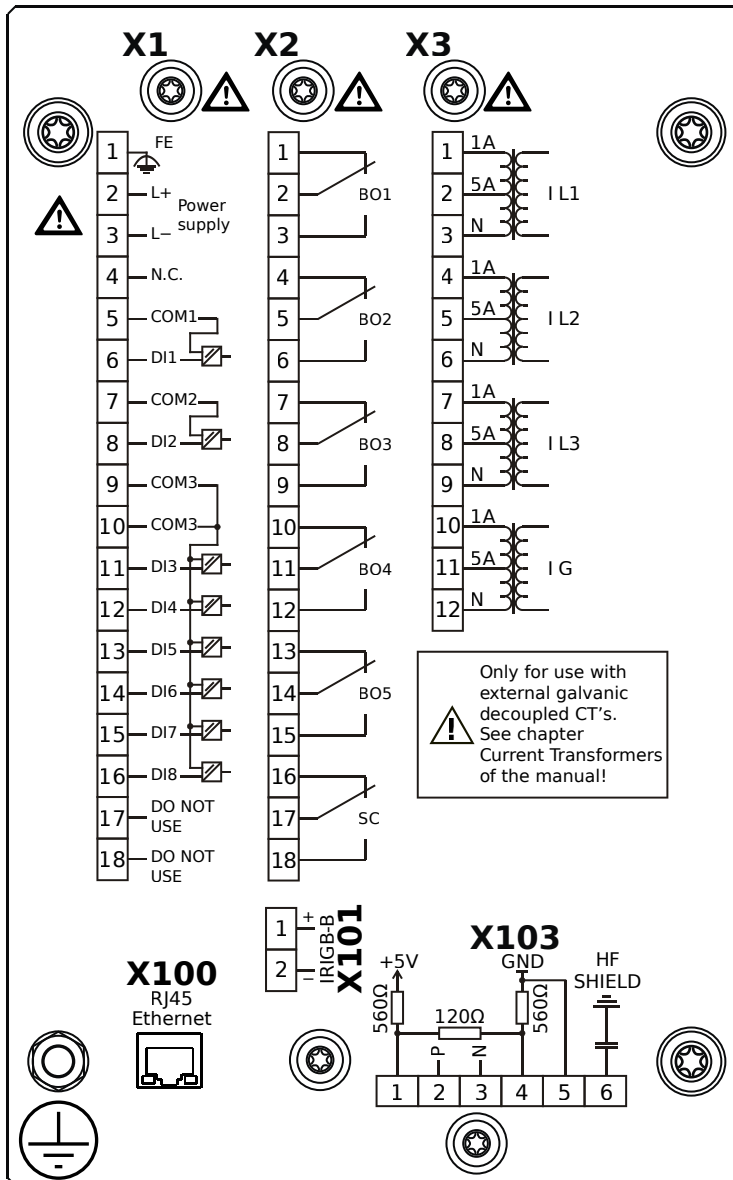 X1
1 FE
2 L+
Power
supply
3 L−
4 N.C.
5 COM1
6 DI1
7 COM2
8 DI2
9 COM3
10 COM3
11 DI3
12 DI4
13 DI5
14 DI6
15 DI7
16 DI8
17 DO NOT
USE
18 DO NOT
USE
X2
1
2 BO1
3
4
5 BO2
6
7
8 BO3
9
10
11 BO4
12
13
14 BO5
15
16
17 SC
18
X3
1 1A
2 5A I L1
3 N
4 1A
5 5A I L2
6 N
7 1A
8 5A I L3
9 N
10 1A
11 5A I G
12 N
!
!
!
!
! Only for use with
external galvanic
decoupled CT's.
See chapter
Current Transformers
of the manual!
X100
RJ45
Ethernet
X101
IRIGB-B
1 +
2 −
X103
+5V
GND
HF
SHIELD
560Ω
120Ω
560Ω
P N
1 2 3 4 5 6